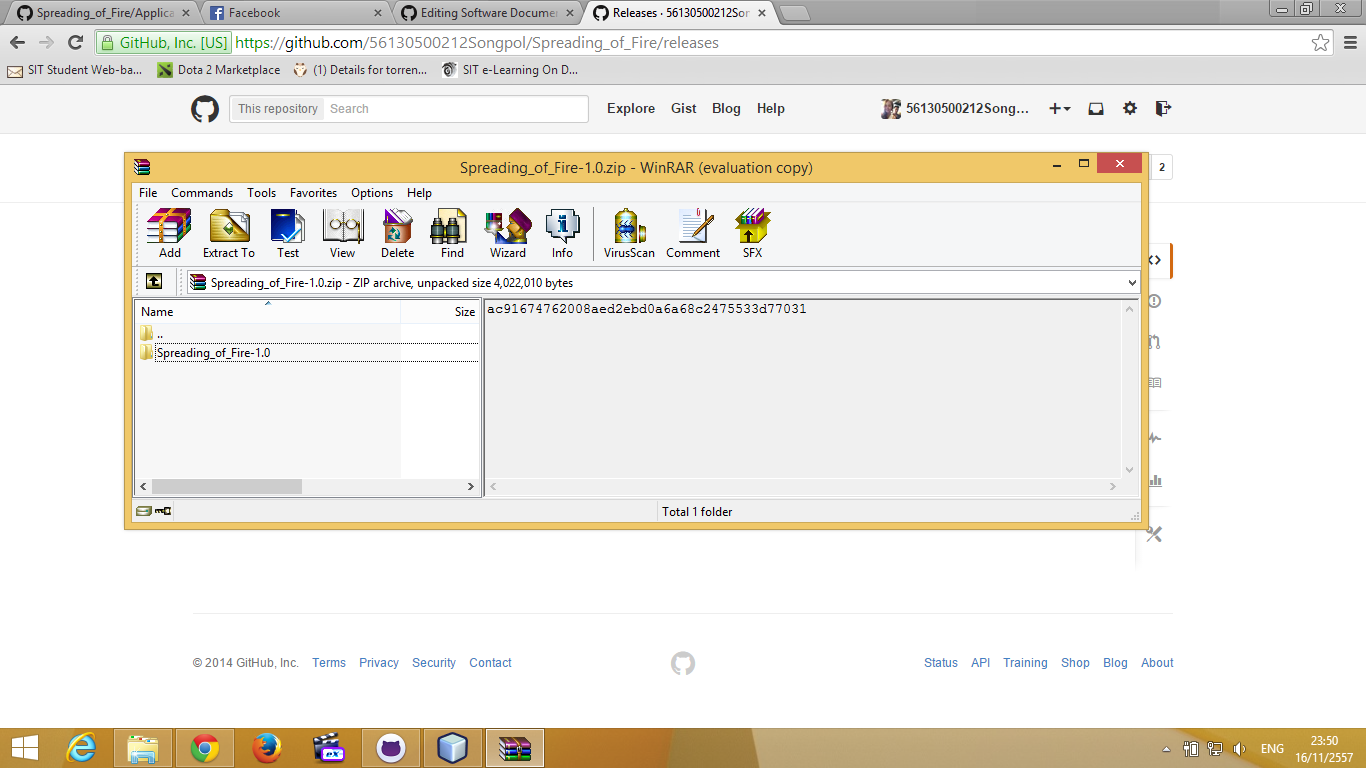 Spreading_of_Fire/Applica
Facebook
Editing Software Documen
Releases · 56130500212Son
GitHub, Inc. [US] https://github.com/56130500212Songpol/Spreading_of_Fire/releases
SIT Student Web-ba...
Dota 2 Marketplace
(1) Details for torren...
SIT e-Learning On D...
This repository
Search
Explore
Gist
Blog
Help
56130500212Song...
2
Spreading_of_Fire-1.0.zip - WinRAR (evaluation copy)
File
Commands
Tools
Favorites
Options
Help
Add
Extract To
Test
View
Delete
Find
Wizard
Info
VirusScan
Comment
SFX
Spreading_of_Fire-1.0.zip - ZIP archive, unpacked size 4,022,010 bytes
Name
Size
ac91674762008aed2ebd0a6a68c2475533d77031
..
Spreading_of_Fire-1.0
Total 1 folder
© 2014 GitHub, Inc.
Terms
Privacy
Security
Contact
Status
API
Training
Shop
Blog
About
ex
ENG
23:50
16/11/2557